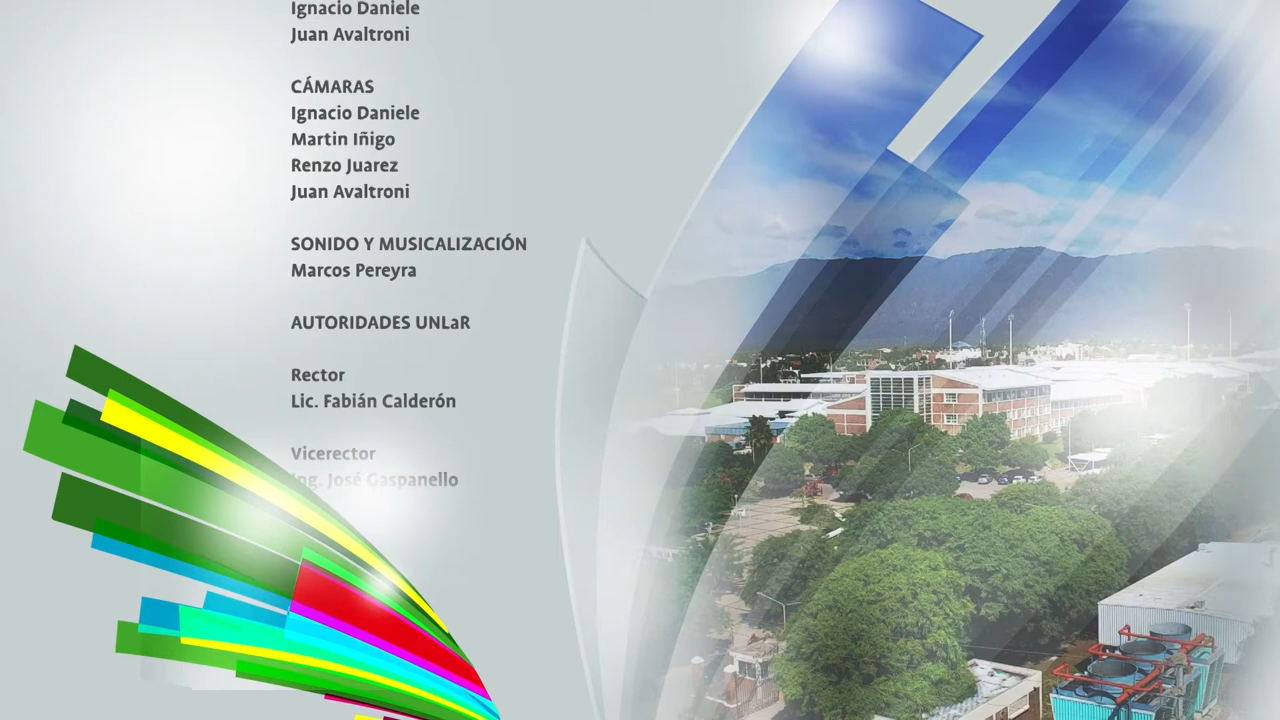 Ignacio Daniele
Juan Avaltroni
CÁMARAS
Ignacio Daniele
Martin Iñigo
Renzo Juarez
Juan Avaltroni
SONIDO Y MUSICALIZACIÓN
Marcos Pereyra
AUTORIDADES UNLaR
Rector
Lic. Fabián Calderón
Vicerector
Ing. José Gaspanello